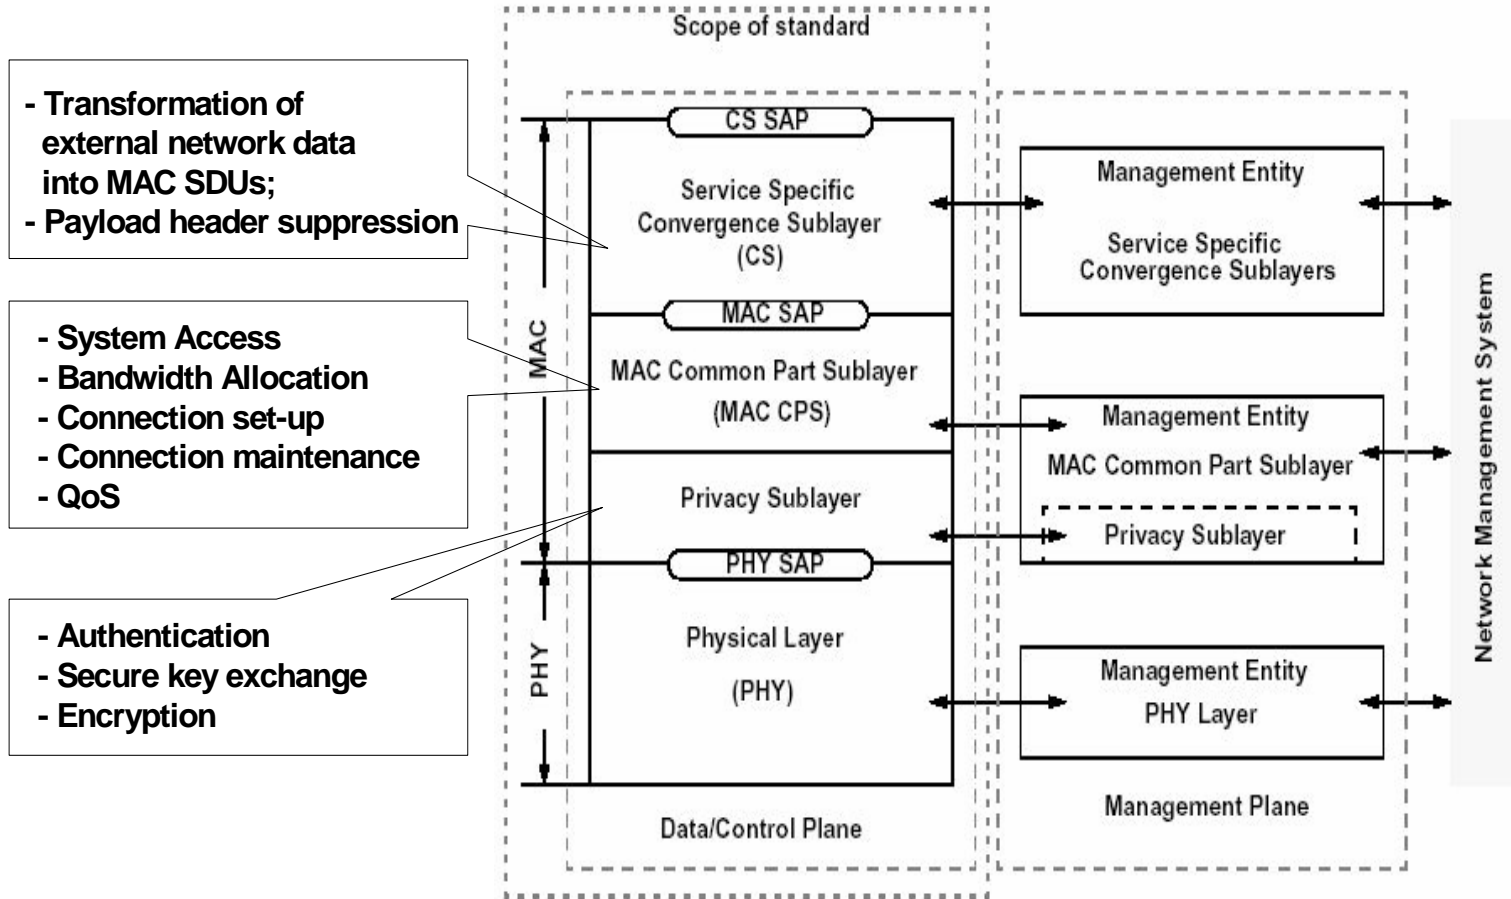 Scope of standard
- Transformation of
external network data
into MAC SDUs;
- Payload header suppression
- System Access
- Bandwidth Allocation
- Connection set-up
- Connection maintenance
- QoS
- Authentication
- Secure key exchange
- Encryption
MAC
PHY
CS SAP
Service Specific
Convergence Sublayer
(CS)
MAC SAP
MAC Common Part Sublayer
(MAC CPS)
Privacy Sublayer
PHY SAP
Physical Layer
(PHY)
Data/Control Plane
Management Entity
Service Specific
Convergence Sublayers
Management Entity
MAC Common Part Sublayer
Privacy Sublayer
Management Entity
PHY Layer
Management Plane
Network Management System